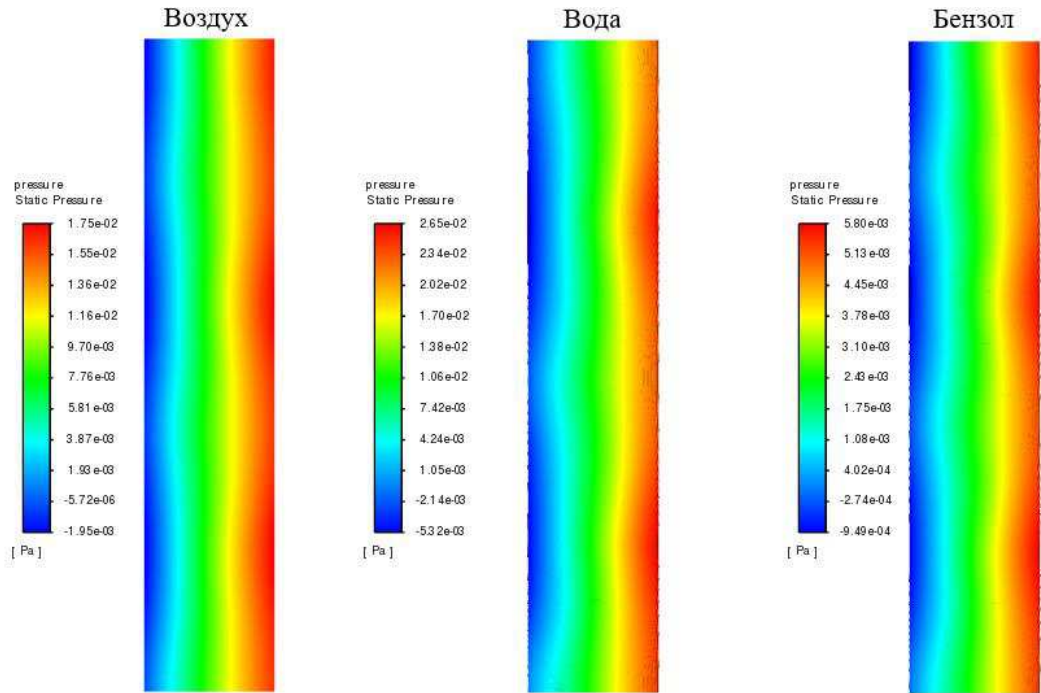 Воздух
pressure
Static Pressure
1.75e-02
1.55e-02
1.36e-02
1.16e-02
9.70e-03
7.76e-03
5.81e-03
3.87e-03
1.93e-03
-5.72e-06
-1.95e-03
[ Pa ]
Вода
pressure
Static Pressure
2.65e-02
2.34e-02
2.02e-02
1.70e-02
1.38e-02
1.06e-02
7.42e-03
4.24e-03
1.05e-03
-2.14e-03
-5.32e-03
[ Pa ]
Бензол
pressure
Static Pressure
5.80e-03
5.13e-03
4.45e-03
3.78e-03
3.10e-03
2.43e-03
1.75e-03
1.08e-03
4.02e-04
-2.74e-04
-9.49e-04
[ Pa ]